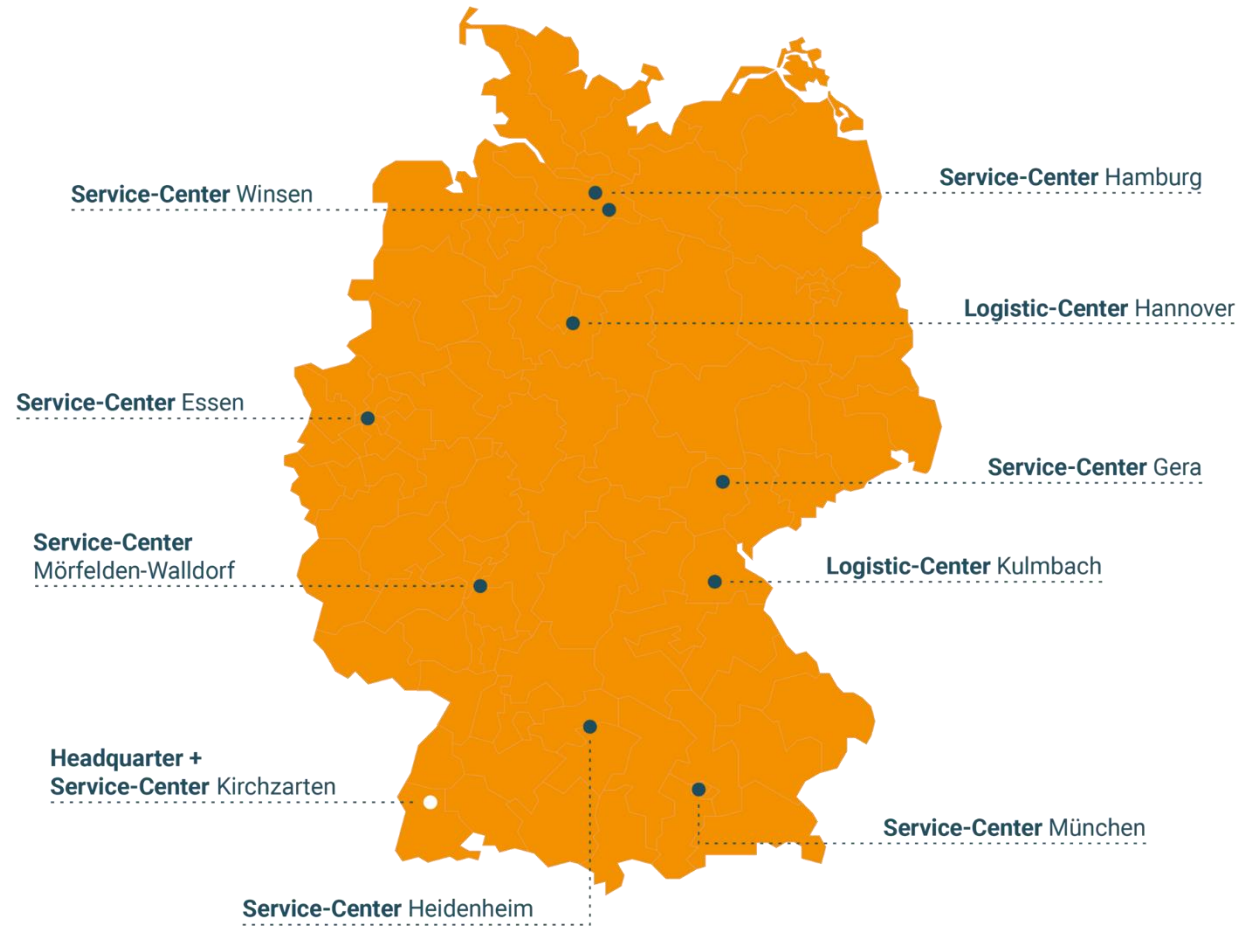 Service-Center Hamburg
Service-Center Winsen
Logistic-Center Hannover
Service-Center Essen
Service-Center Gera
Service-Center
Mörfelden-Walldorf
Logistic-Center Kulmbach
Headquarter +
Service-Center Kirchzarten
Service-Center München
Service-Center Heidenheim